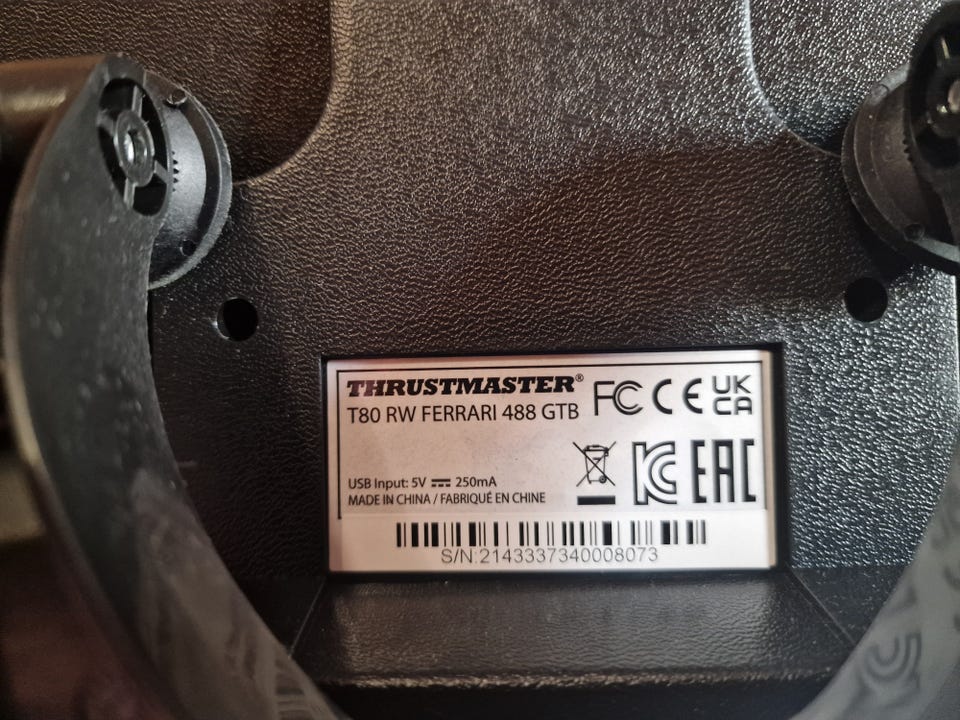 THRUSTMASTER®
T80 RW FERRARI 488 GTB
FC CE UK
CA
USB Input: 5V ⎓ 250mA
MADE IN CHINA / FABRIQUÉ EN CHINE
KC EAC
S/N:2143337340008073